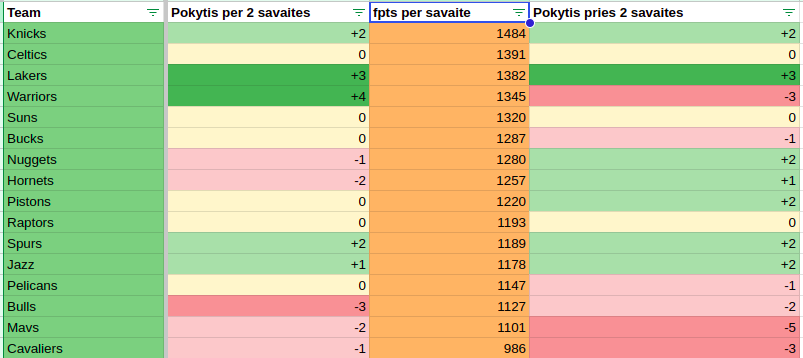 Team Pokytis per 2 savaites fpts per savaite Pokytis pries 2 savaites
Knicks +2 1484 +2
Celtics 0 1391 0
Lakers +3 1382 +3
Warriors +4 1345 -3
Suns 0 1320 0
Bucks 0 1287 -1
Nuggets -1 1280 +2
Hornets -2 1257 +1
Pistons 0 1220 +2
Raptors 0 1193 0
Spurs +2 1189 +2
Jazz +1 1178 +2
Pelicans 0 1147 -1
Bulls -3 1127 -2
Mavs -2 1101 -5
Cavaliers -1 986 -3